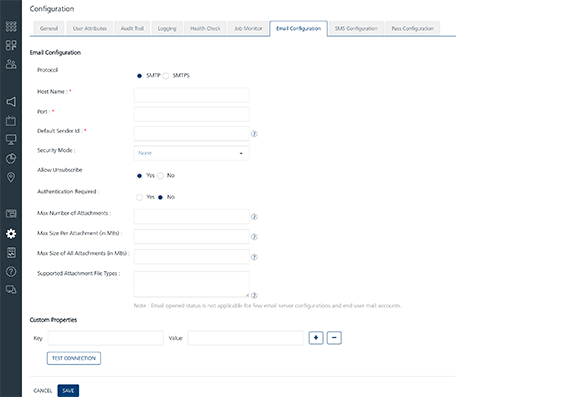 Configuration
General User Attributes Audit Trail Logging Health Check Job Monitor Email Configuration SMS Configuration Pass Configuration
Email Configuration
Protocol
SMTP SMTPS
Host Name : *
Port : *
Default Sender Id : *
Security Mode :
None
Allow Unsubscribe
Yes No
Authentication Required :
Yes No
Max Number of Attachments :
Max Size Per Attachment (in MBs) :
Max Size of All Attachments (in MBs) :
Supported Attachment File Types :
Note : Email opened status is not applicable for few email server configurations and end user mail accounts.
Custom Properties
Key Value + −
TEST CONNECTION
CANCEL SAVE